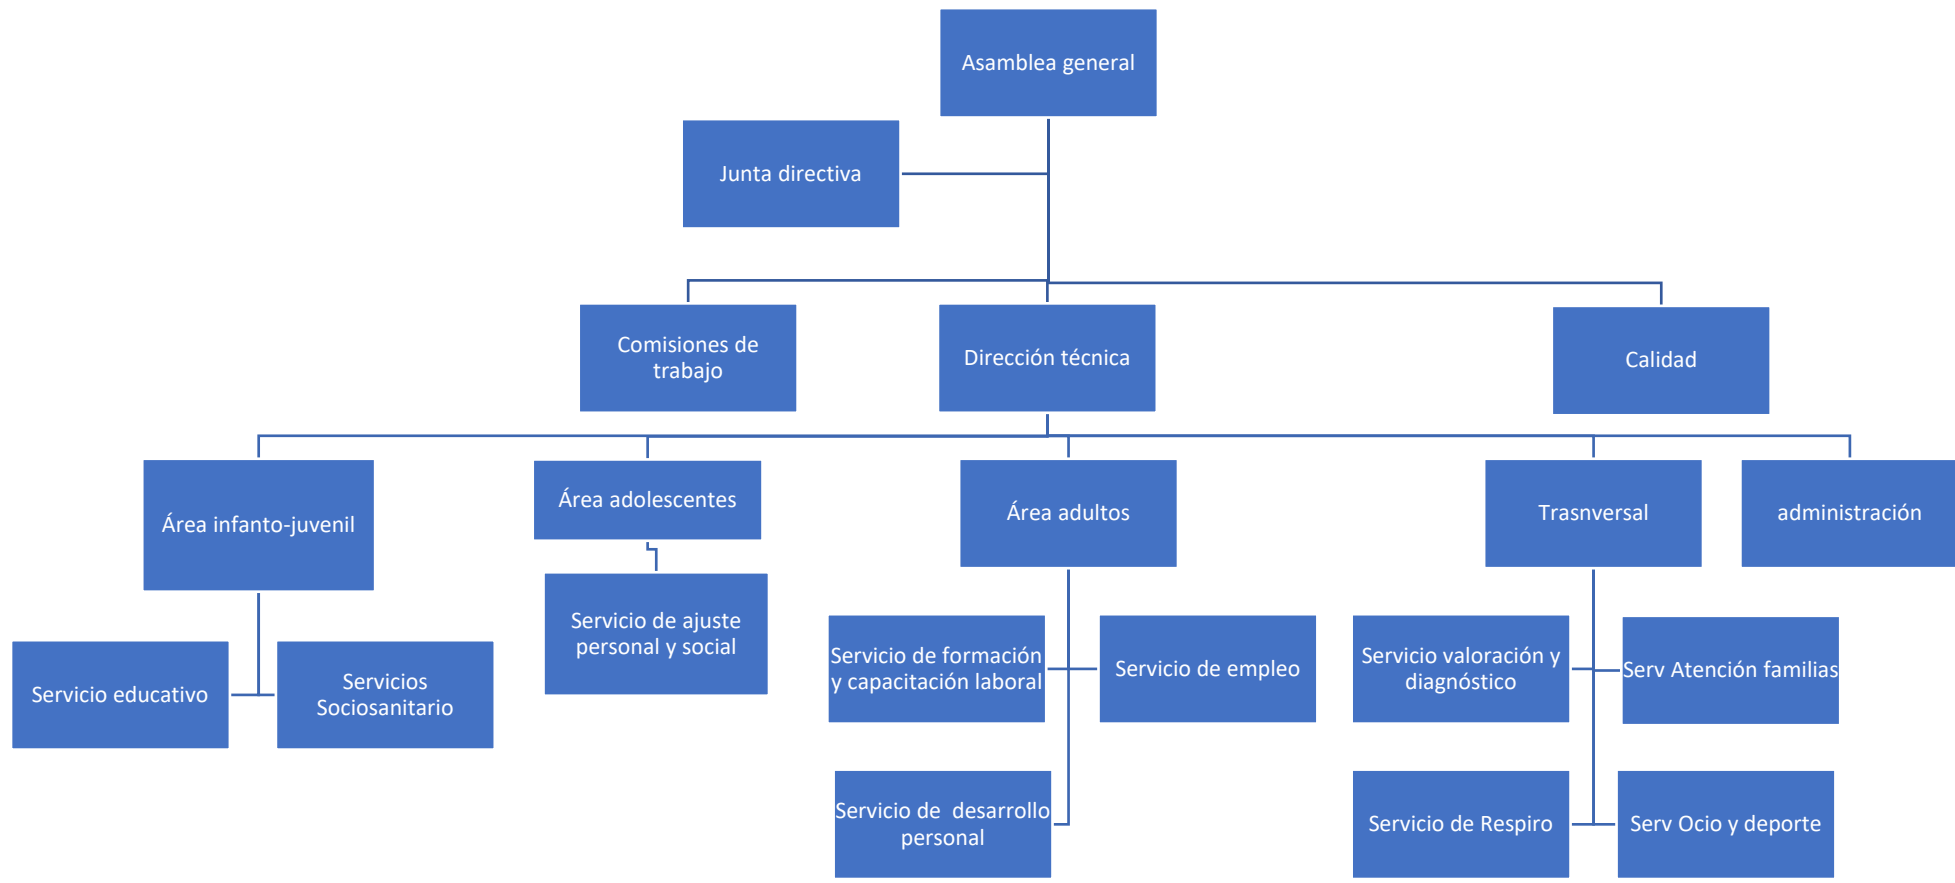 Asamblea general
Junta directiva
Comisiones de
trabajo
Dirección técnica
Calidad
Área infanto-juvenil
Área adolescentes
Área adultos
Trasnversal
administración
Servicio educativo
Servicios
Sociosanitario
Servicio de ajuste
personal y social
Servicio de formación
y capacitación laboral
Servicio de empleo
Servicio de  desarrollo
personal
Servicio valoración y
diagnóstico
Serv Atención familias
Servicio de Respiro
Serv Ocio y deporte